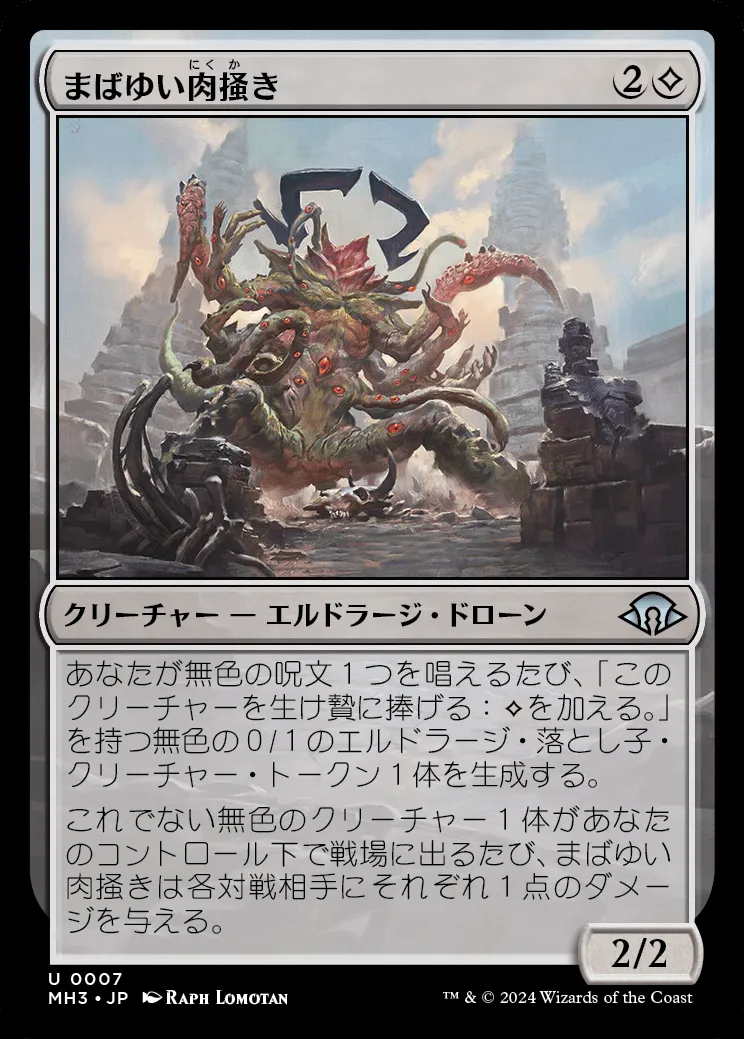 にくか
まばゆい肉掻き
2
クリーチャー — エルドラージ・ドローン
あなたが無色の呪文１つを唱えるたび、「この
クリーチャーを生け贄に捧げる：◇を加える。」
を持つ無色の０/１のエルドラージ・落とし子・
クリーチャー・トークン１体を生成する。
これでない無色のクリーチャー１体があなた
のコントロール下で戦場に出るたび、まばゆい
肉掻きは各対戦相手にそれぞれ１点のダメー
ジを与える。
2/2
U 0007
MH3 • JP Raph Lomotan
™ & © 2024 Wizards of the Coast